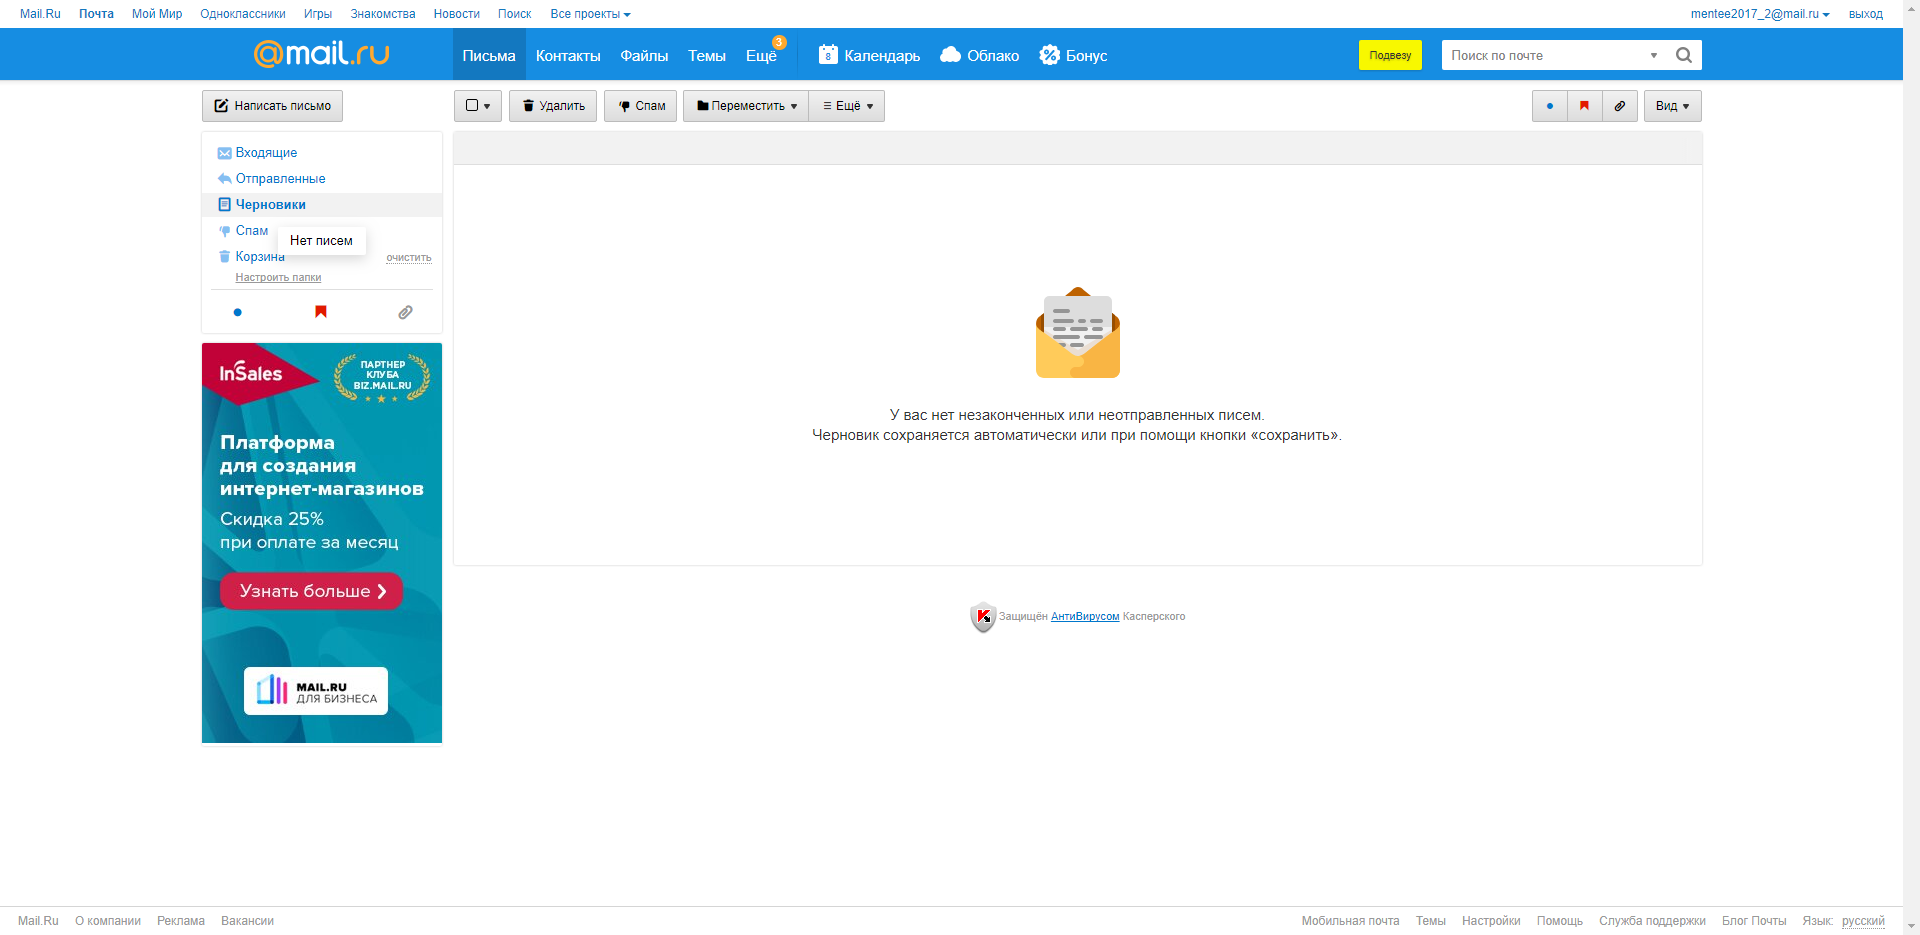 Mail.Ru Почта Мой Мир Одноклассники Игры Знакомства Новости Поиск Все проекты mentee2017_2@mail.ru выход
@mail.ru Письма Контакты Файлы Темы Ещё 3 8 Календарь Облако Бонус Подвезу Поиск по почте
Написать письмо Удалить Спам Переместить Ещё Вид
Входящие
Отправленные
Черновики
Спам
Нет писем
Корзина очистить
Настроить папки
InSales
ПАРТНЕР
КЛУБА
BIZ.MAIL.RU
Платформа
для создания
интернет-магазинов
Скидка 25%
при оплате за месяц
Узнать больше
MAIL.RU
ДЛЯ БИЗНЕСА
У вас нет незаконченных или неотправленных писем.
Черновик сохраняется автоматически или при помощи кнопки «сохранить».
Защищён АнтиВирусом Касперского
Mail.Ru О компании Реклама Вакансии Мобильная почта Темы Настройки Помощь Служба поддержки Блог Почты Язык: русский